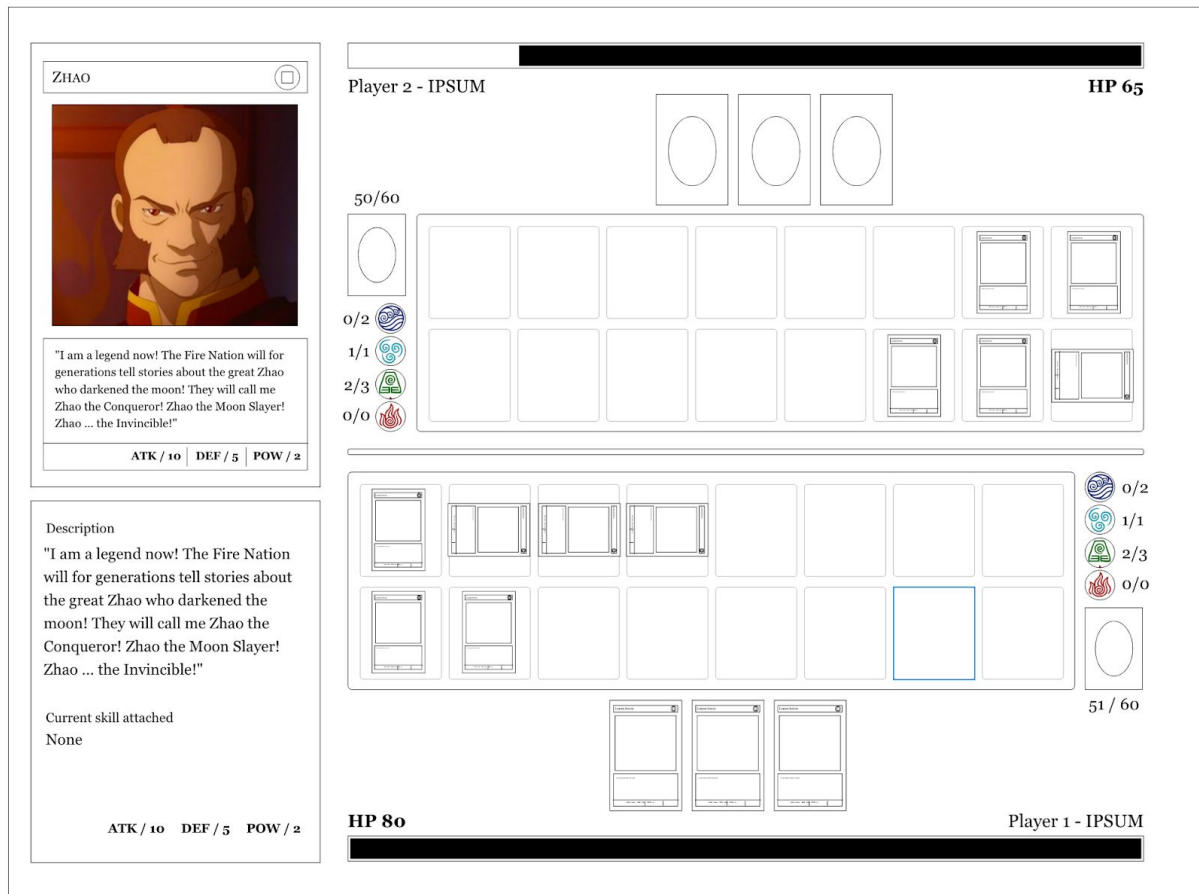 ZHAO
"I am a legend now! The Fire Nation will for
generations tell stories about the great Zhao
who darkened the moon! They will call me
Zhao the Conqueror! Zhao the Moon Slayer!
Zhao ... the Invincible!"
ATK / 10 DEF / 5 POW / 2
Description
"I am a legend now! The Fire Nation
will for generations tell stories about
the great Zhao who darkened the
moon! They will call me Zhao the
Conqueror! Zhao the Moon Slayer!
Zhao ... the Invincible!"
Current skill attached
None
ATK / 10 DEF / 5 POW / 2
Player 2 - IPSUM
HP 65
50/60
0/2
1/1
2/3
0/0
0/2
1/1
2/3
0/0
51 / 60
HP 80
Player 1 - IPSUM